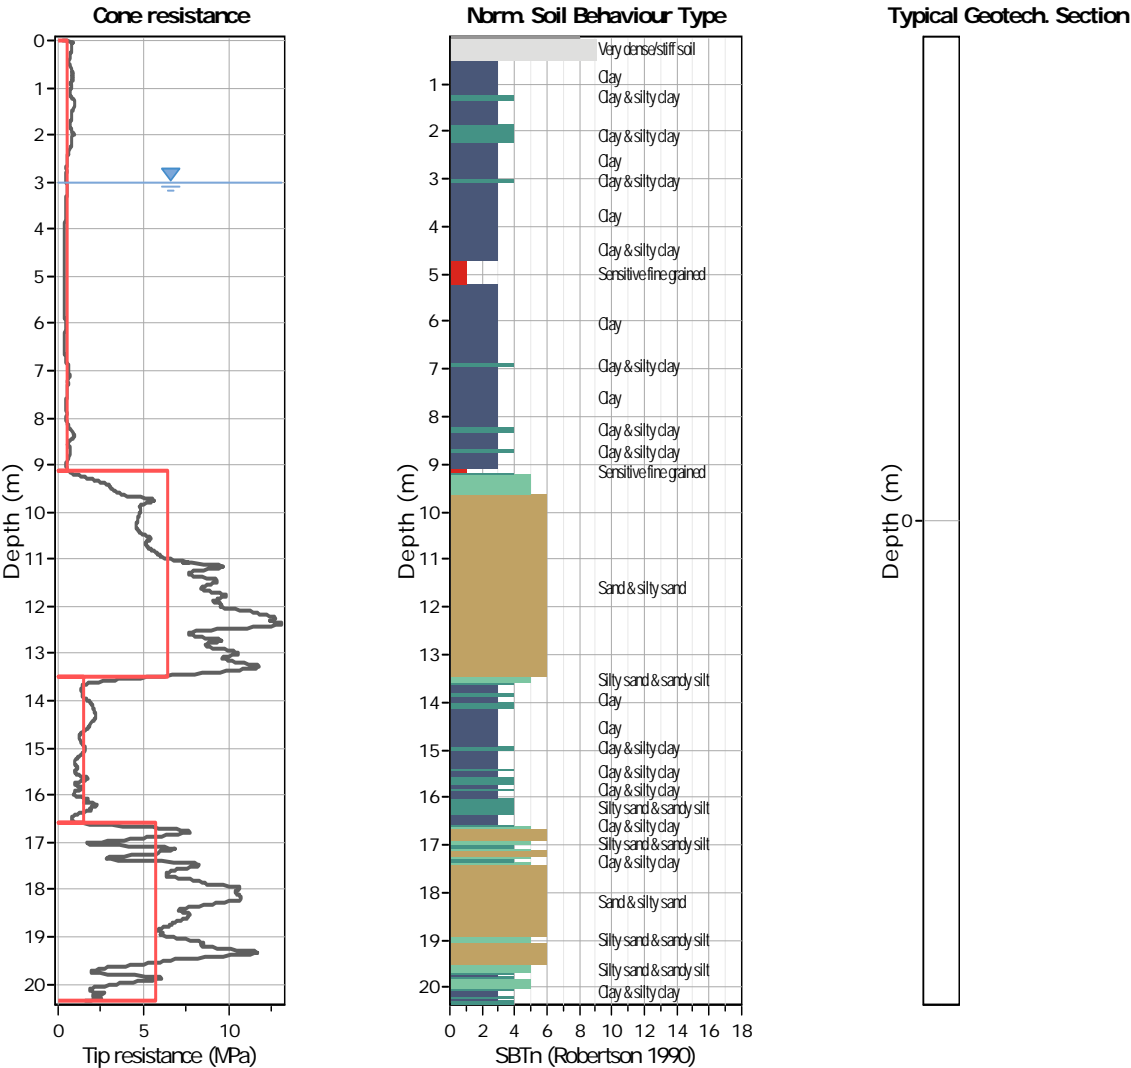 Cone resistance
0
1
2
3
4
5
6
7
8
9
10
11
12
13
14
15
16
17
18
19
20
Depth (m)
0 5 10
Tip resistance (MPa)
Norm. Soil Behaviour Type
1
2
3
4
5
6
7
8
9
10
11
12
13
14
15
16
17
18
19
20
Depth (m)
Very dense/stiff soil
Clay
Clay & silty clay
Clay & silty clay
Clay
Clay & silty clay
Clay
Clay & silty clay
Sensitive fine grained
Clay
Clay & silty clay
Clay
Clay & silty clay
Clay & silty clay
Sensitive fine grained
Sand & silty sand
Silty sand & sandy silt
Clay
Clay
Clay & silty clay
Clay & silty clay
Clay & silty clay
Silty sand & sandy silt
Clay & silty clay
Silty sand & sandy silt
Clay & silty clay
Sand & silty sand
Silty sand & sandy silt
Silty sand & sandy silt
Clay & silty clay
0 2 4 6 8 10 12 14 16 18
SBTn (Robertson 1990)
Typical Geotech. Section
Depth (m)
0